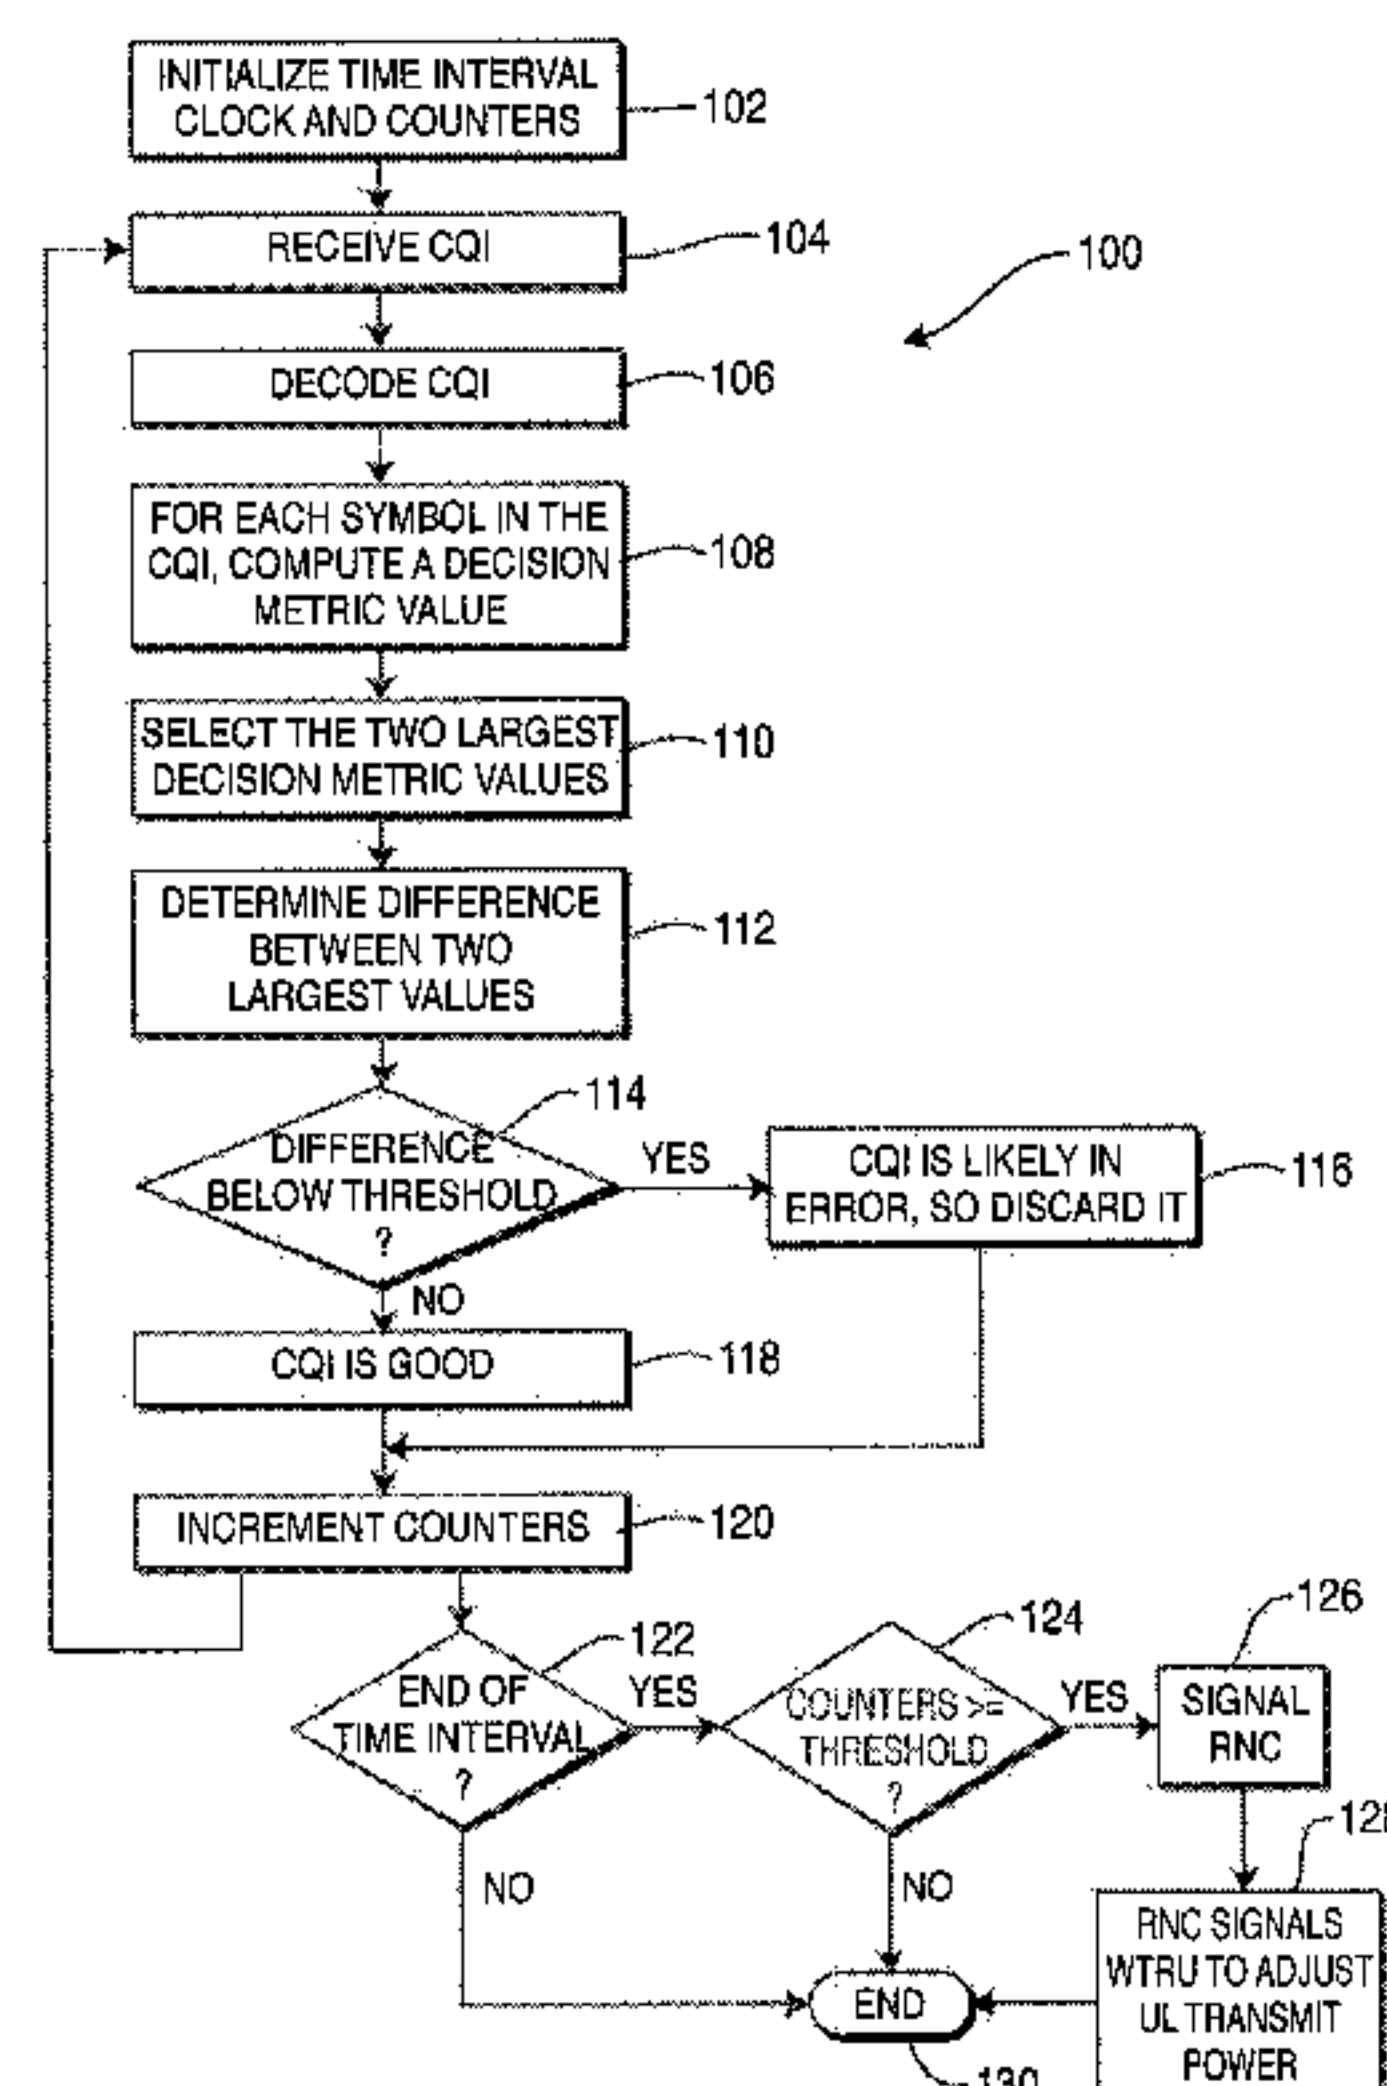 INITIALIZE TIME INTERVAL
CLOCK AND COUNTERS
102
RECEIVE CQI
104
100
DECODE CQI
106
FOR EACH SYMBOL IN THE
CQI, COMPUTE A DECISION
METRIC VALUE
108
SELECT THE TWO LARGEST
DECISION METRIC VALUES
110
DETERMINE DIFFERENCE
BETWEEN TWO
LARGEST VALUES
112
114
DIFFERENCE
BELOW THRESHOLD
?
YES
CQI IS LIKELY IN
ERROR, SO DISCARD IT
116
NO
CQI IS GOOD
118
INCREMENT COUNTERS
120
122
END OF
TIME INTERVAL
?
YES
124
COUNTERS >=
THRESHOLD
?
YES
126
SIGNAL
RNC
NO
NO
128
RNC SIGNALS
WTRU TO ADJUST
UL TRANSMIT
POWER
END
130